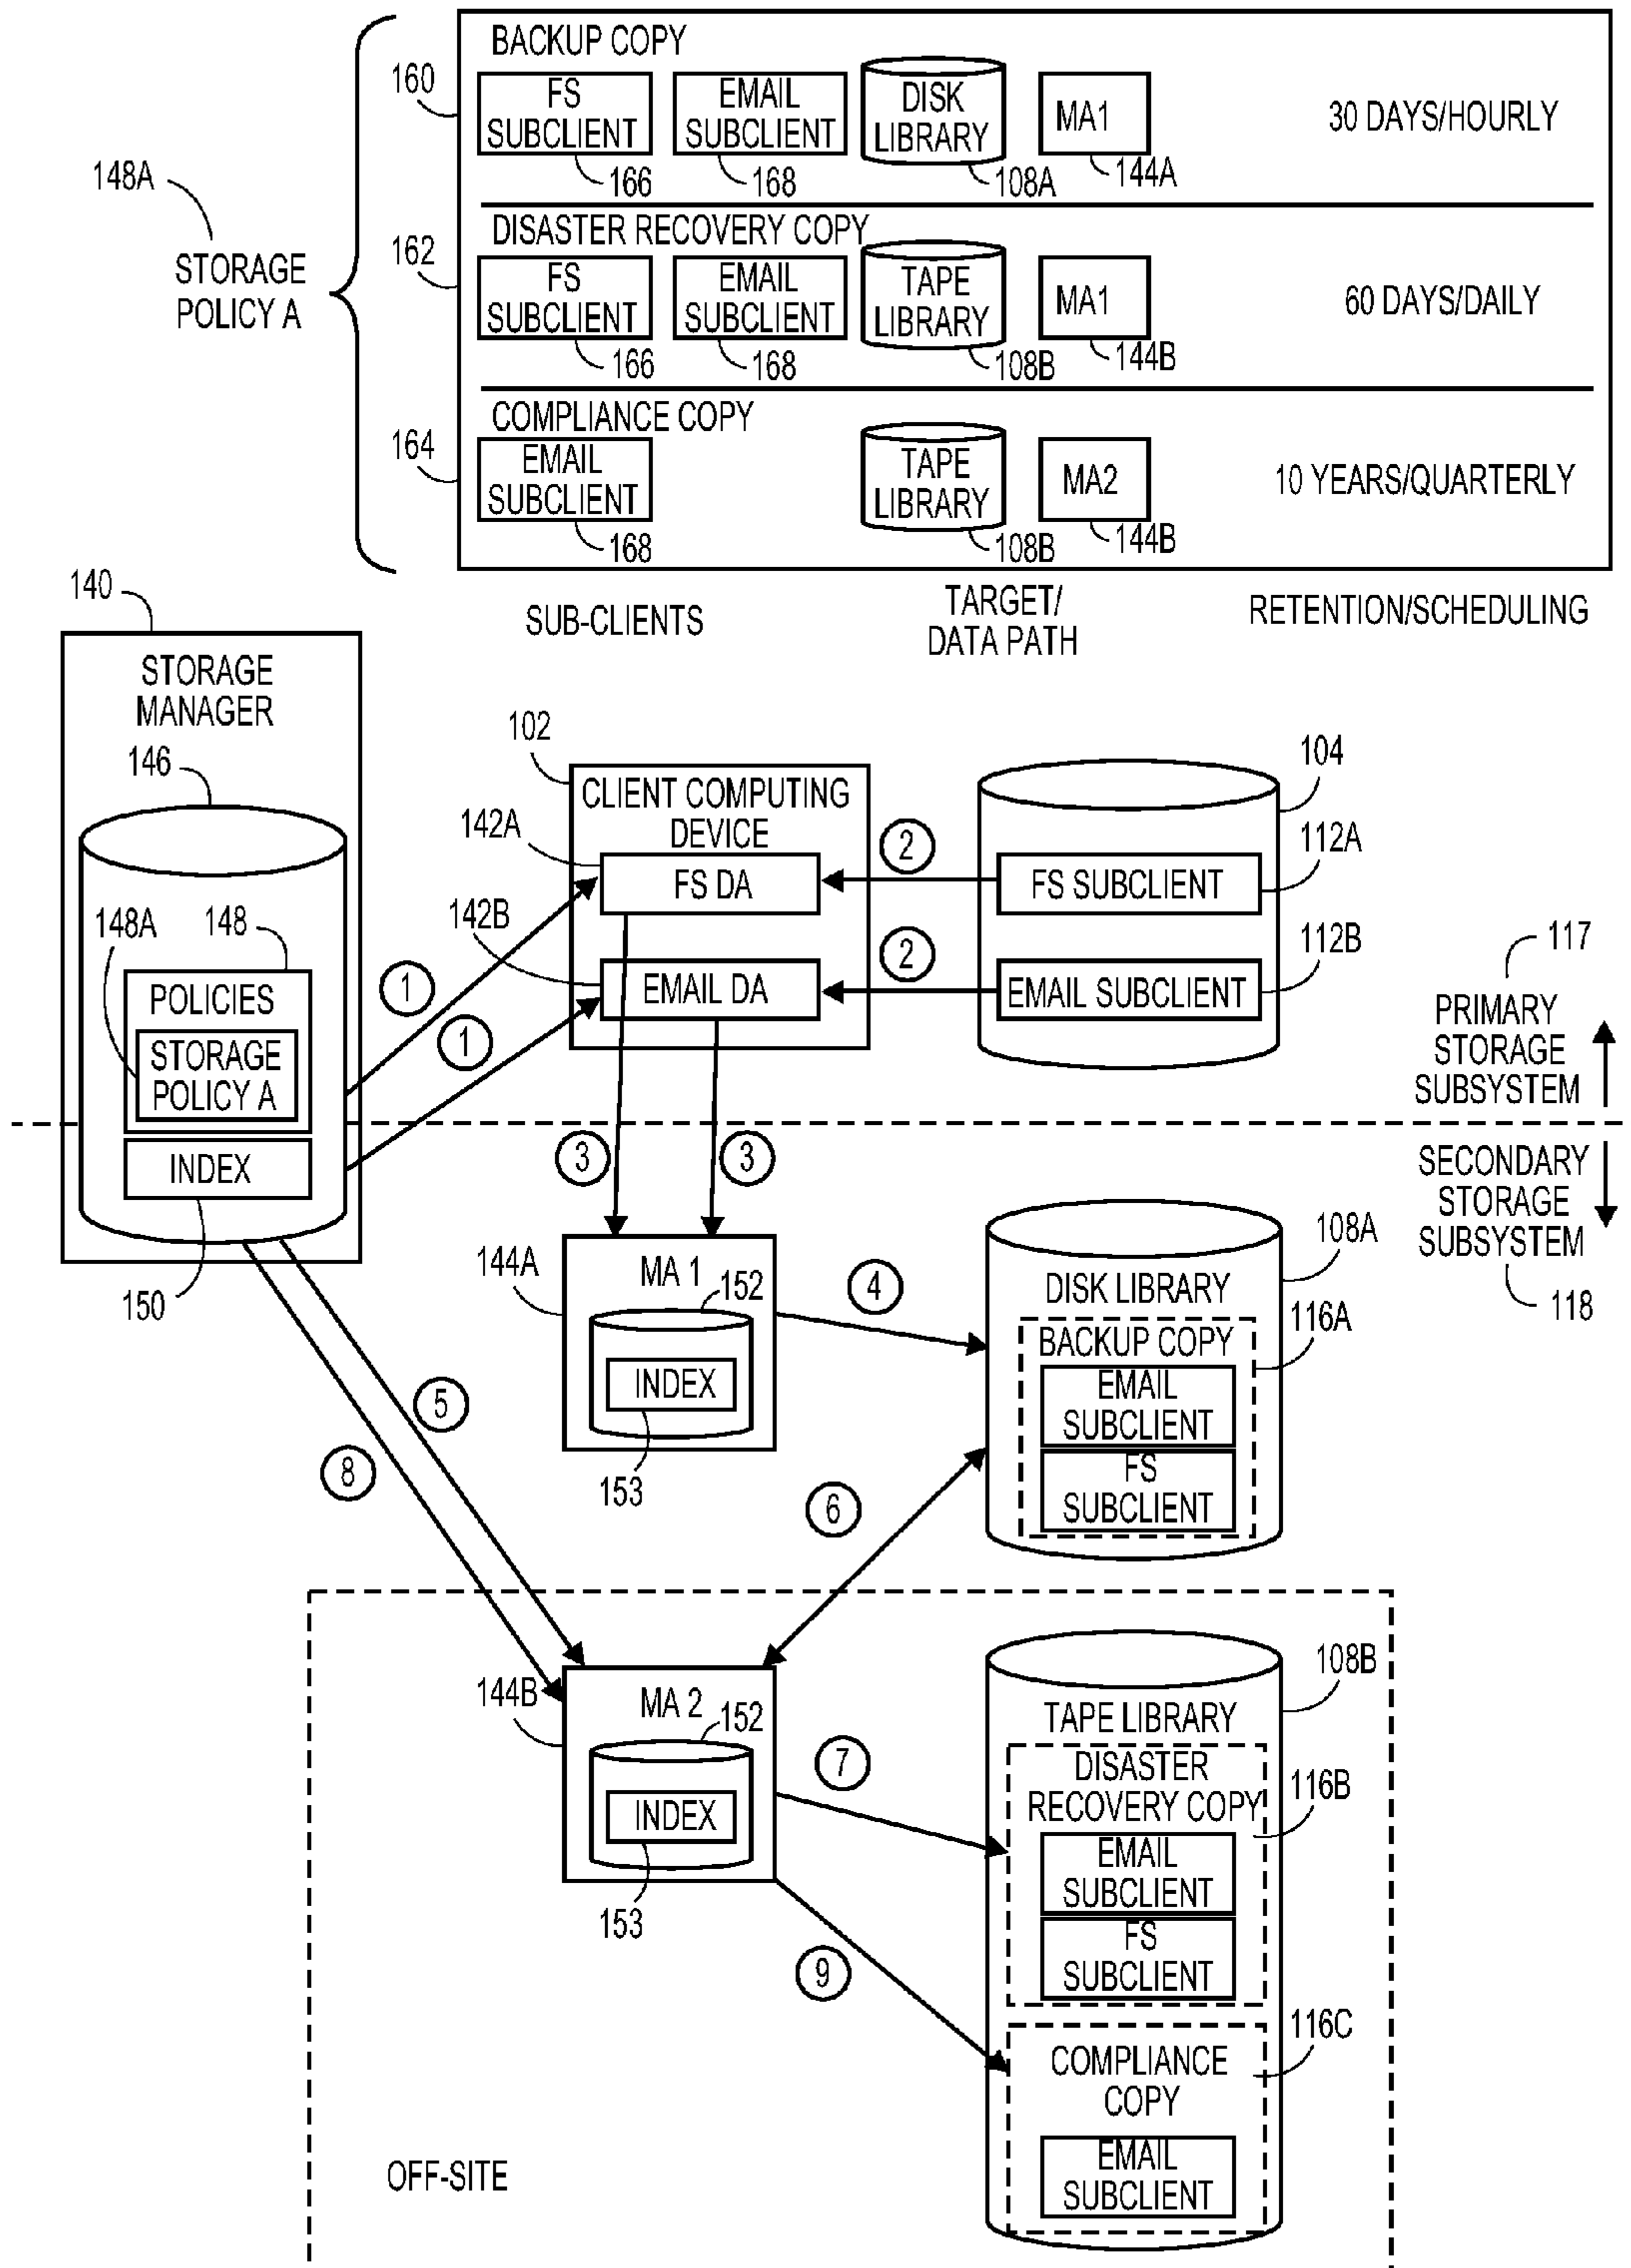 BACKUP COPY
160
FS
SUBCLIENT
EMAIL
SUBCLIENT
DISK
LIBRARY
MA1
30 DAYS/HOURLY
166
168
108A
144A
148A
STORAGE
POLICY A
DISASTER RECOVERY COPY
162
FS
SUBCLIENT
EMAIL
SUBCLIENT
TAPE
LIBRARY
MA1
60 DAYS/DAILY
166
168
108B
144B
COMPLIANCE COPY
164
EMAIL
SUBCLIENT
TAPE
LIBRARY
MA2
10 YEARS/QUARTERLY
168
108B
144B
SUB-CLIENTS
TARGET/
DATA PATH
RETENTION/SCHEDULING
140
STORAGE
MANAGER
146
148A
148
POLICIES
STORAGE
POLICY A
INDEX
150
102
CLIENT COMPUTING
DEVICE
142A
FS DA
142B
EMAIL DA
1
1
2
2
104
FS SUBCLIENT
112A
EMAIL SUBCLIENT
112B
117
PRIMARY
STORAGE
SUBSYSTEM
SECONDARY
STORAGE
SUBSYSTEM
118
3
3
144A
MA 1
152
INDEX
153
4
108A
DISK LIBRARY
BACKUP COPY
116A
EMAIL
SUBCLIENT
FS
SUBCLIENT
5
8
6
144B
MA 2
152
INDEX
153
7
9
108B
TAPE LIBRARY
DISASTER
RECOVERY COPY
116B
EMAIL
SUBCLIENT
FS
SUBCLIENT
116C
COMPLIANCE
COPY
EMAIL
SUBCLIENT
OFF-SITE